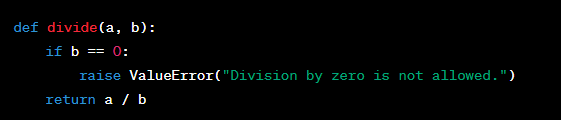 def divide(a, b):
    if b == 0:
        raise ValueError("Division by zero is not allowed.")
    return a / b